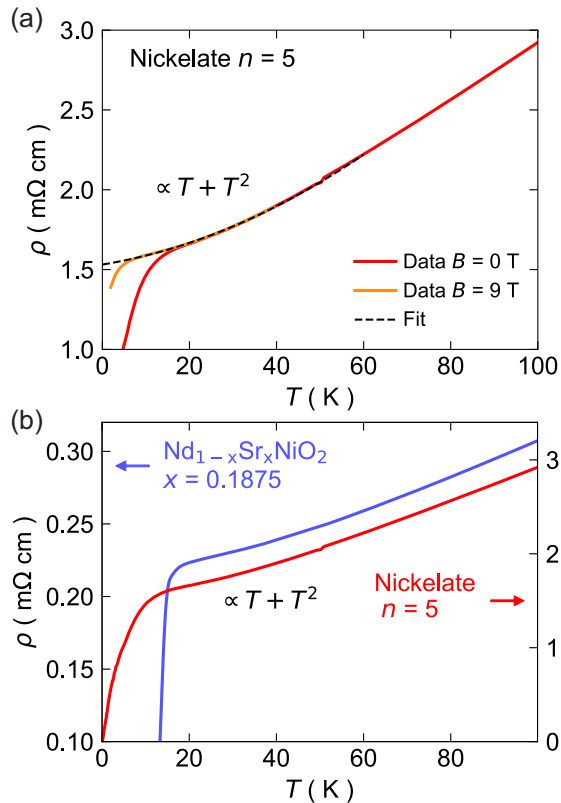 (a)
3.0
Nickelate n = 5
2.5
∝ T + T²
2.0
ρ ( mΩ cm)
1.5
Data B = 0 T
Data B = 9 T
Fit
1.0
0 20 40 60 80 100
T ( K )
(b)
0.30
Nd₁₋ₓSrₓNiO₂
x = 0.1875
3
0.25
ρ ( mΩ cm)
2
0.20
∝ T + T²
Nickelate
n = 5
1
0.15
0.10
0
0 20 40 60 80
T ( K )